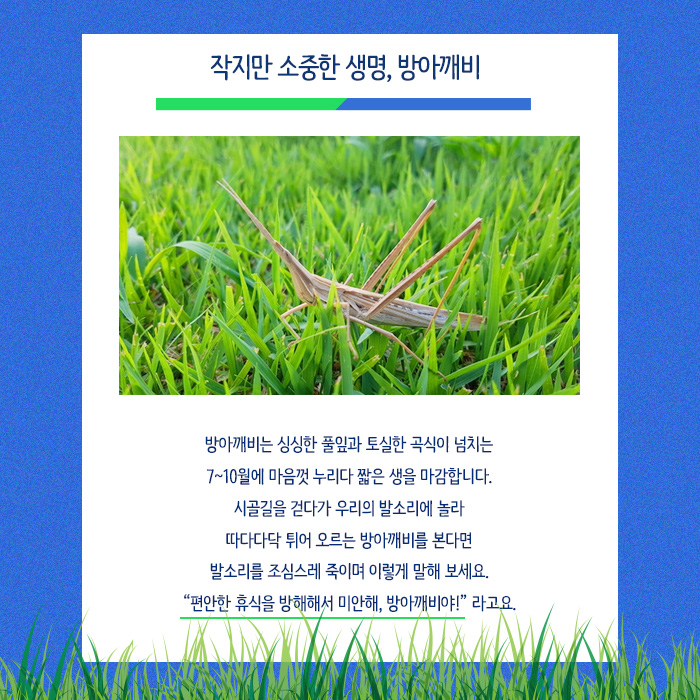 작지만 소중한 생명, 방아깨비
방아깨비는 싱싱한 풀잎과 토실한 곡식이 넘치는
7~10월에 마음껏 누리다 짧은 생을 마감합니다.
시골길을 걷다가 우리의 발소리에 놀라
따다다닥 튀어 오르는 방아깨비를 본다면
발소리를 조심스레 죽이며 이렇게 말해 보세요.
“편안한 휴식을 방해해서 미안해, 방아깨비야!” 라고요.